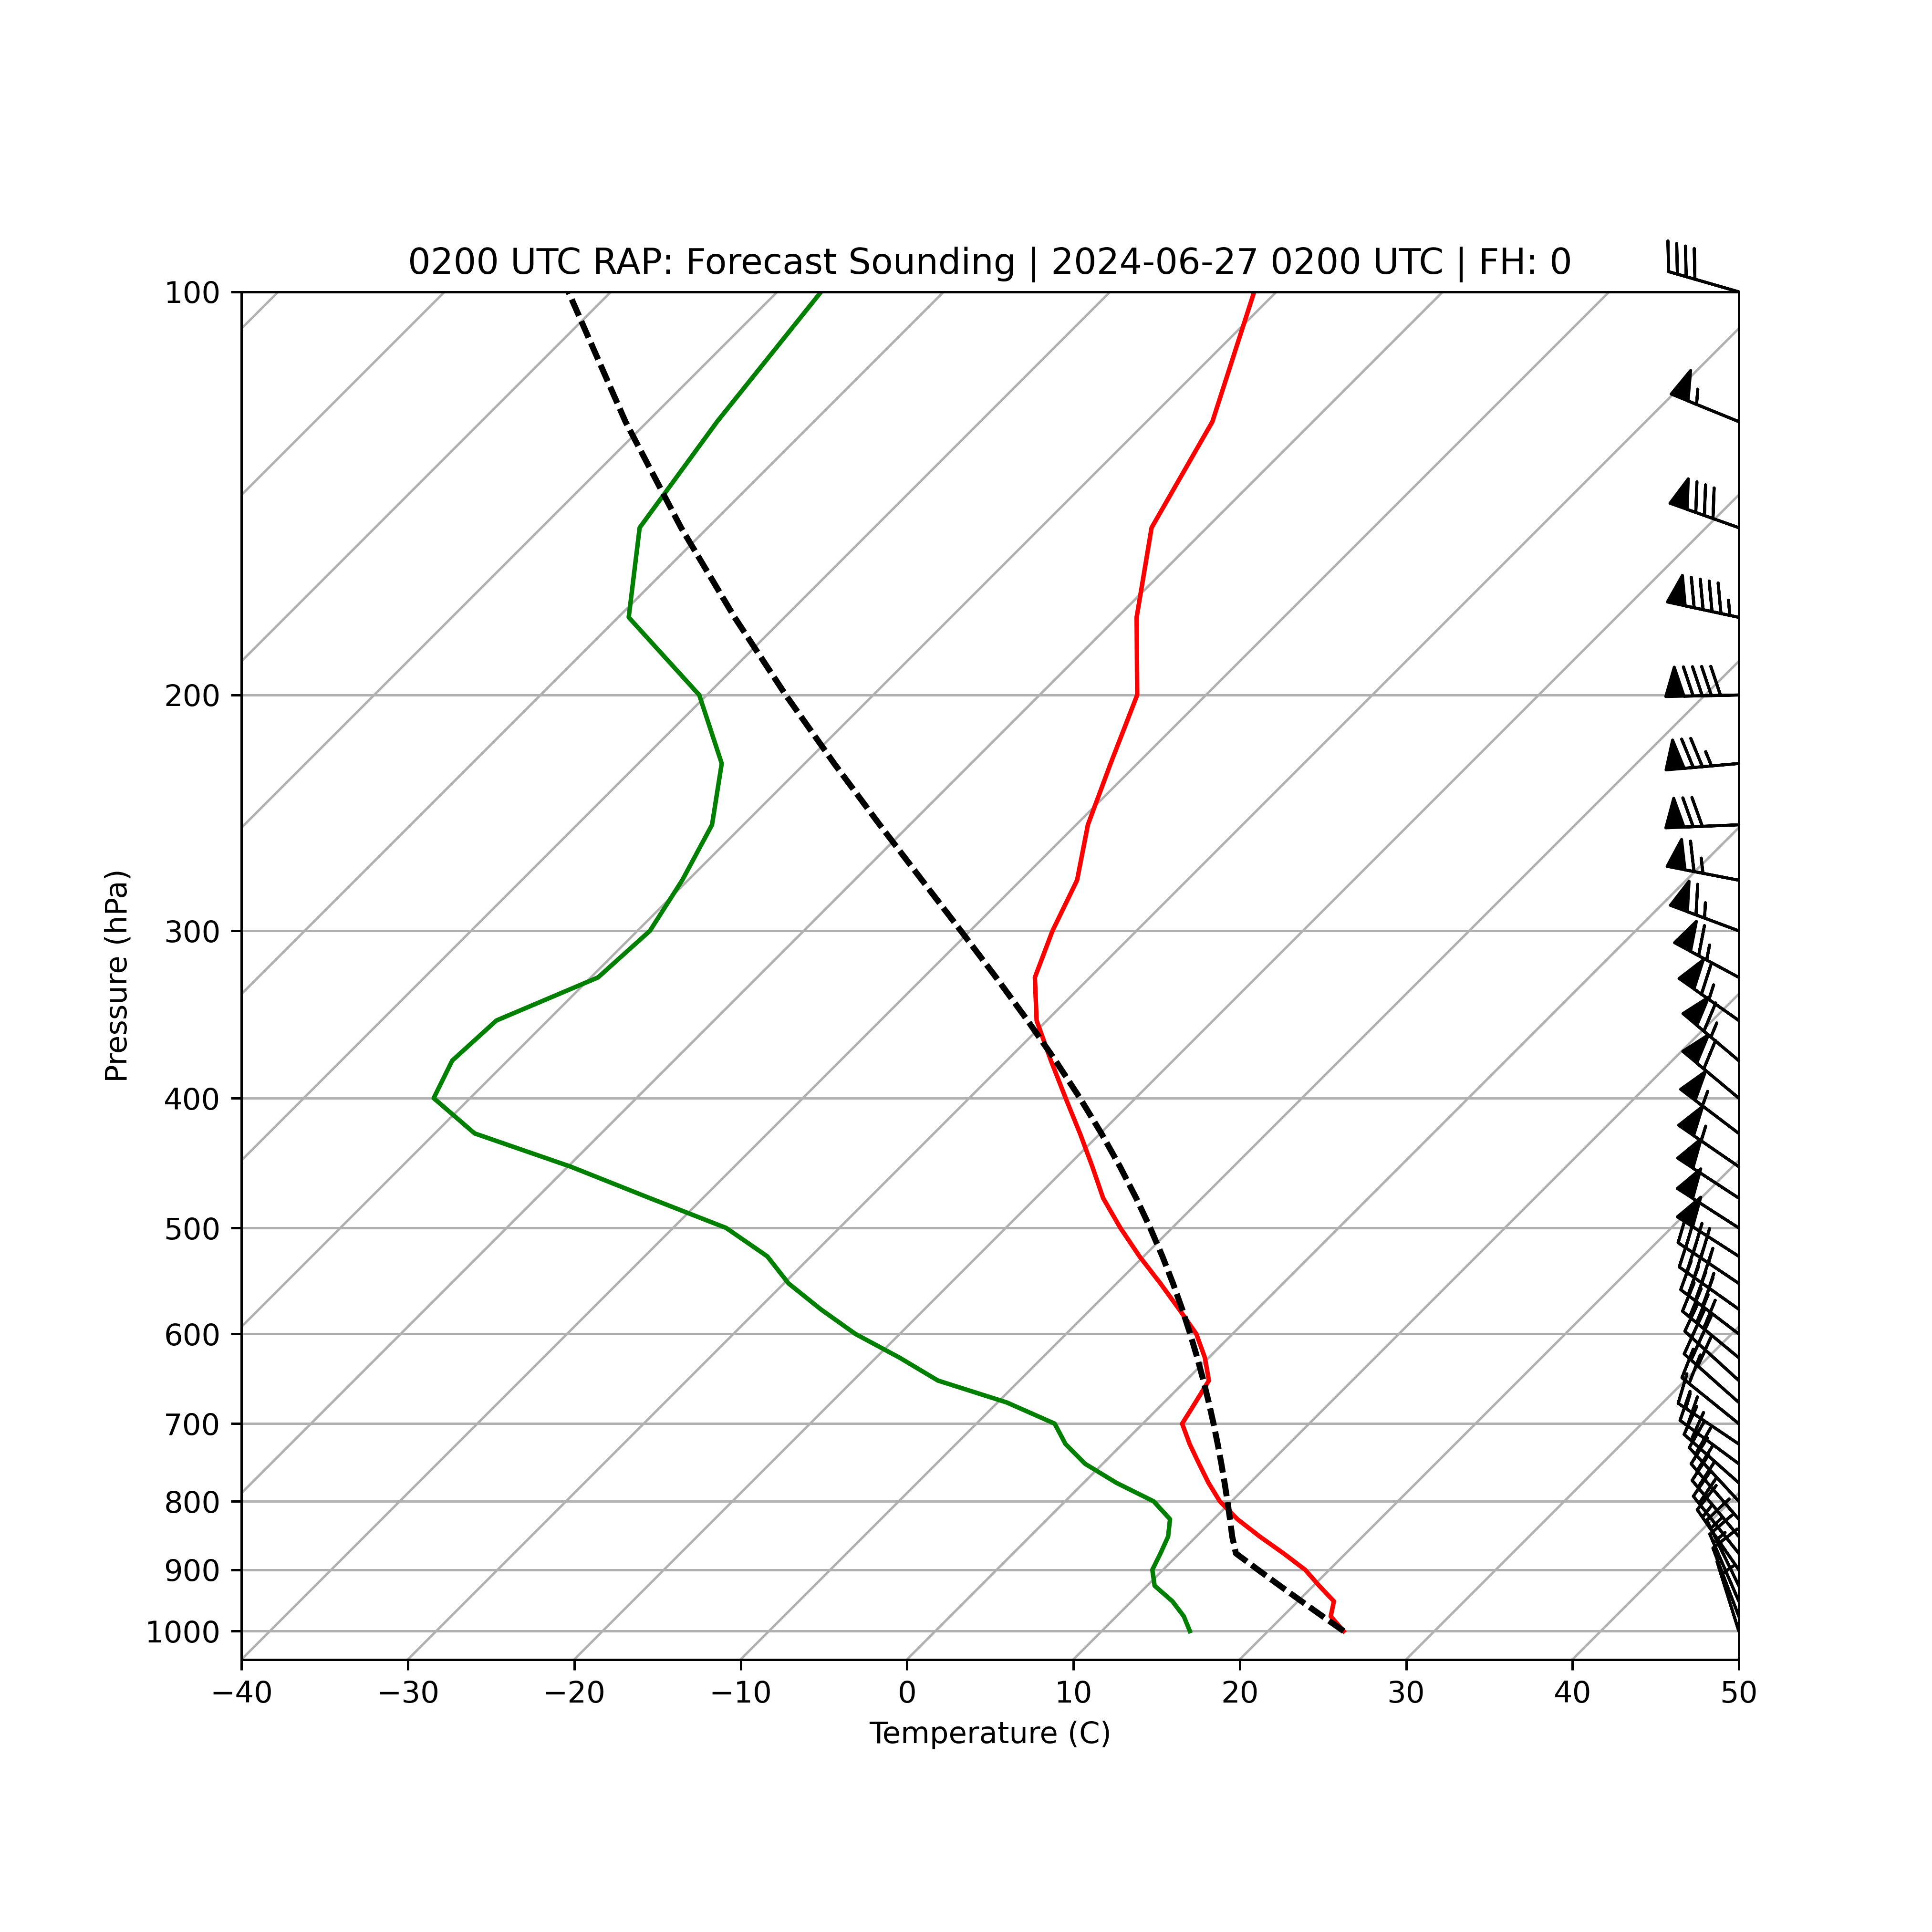 0200 UTC RAP: Forecast Sounding | 2024-06-27 0200 UTC | FH: 0
100
200
300
400
500
600
700
800
900
1000
Pressure (hPa)
−40 −30 −20 −10 0 10 20 30 40 50
Temperature (C)